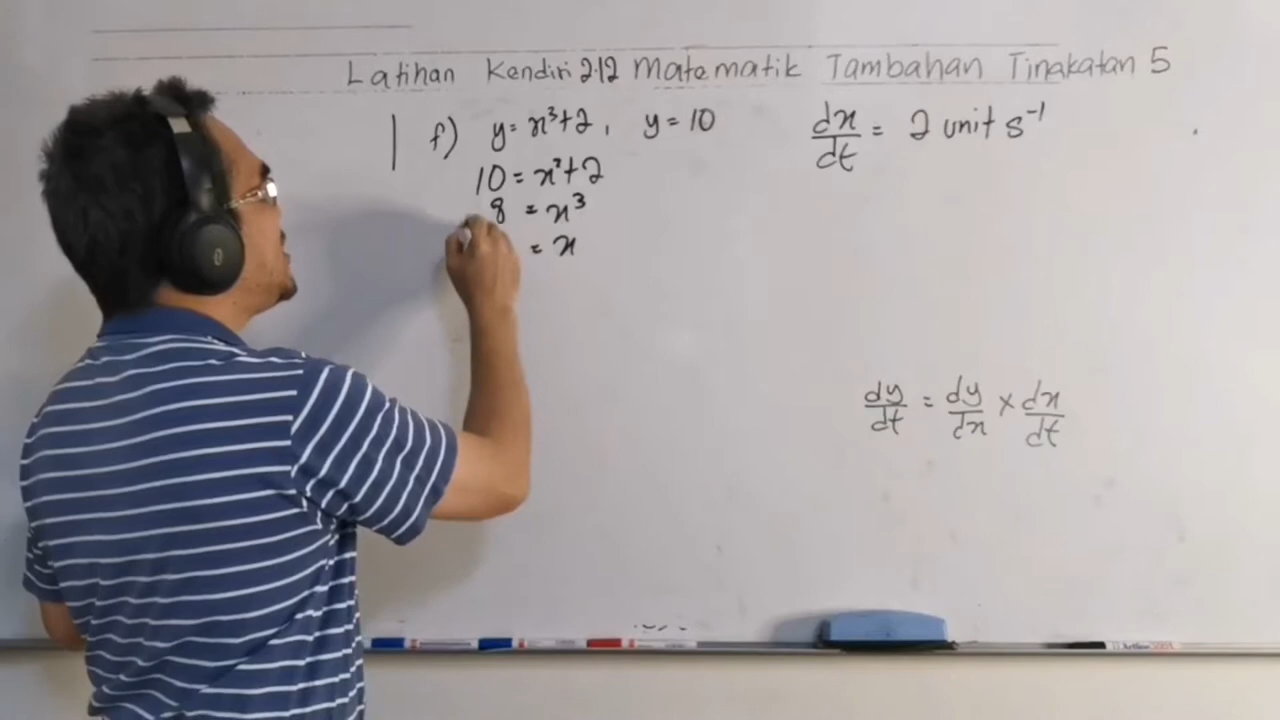 Latihan Kendiri 2.12 Matematik Tambahan Tingkatan 5
1 f) y = x³+2, y = 10
dx/dt = 2 unit s⁻¹
10 = x³+2
8 = x³
= x
dy/dt = dy/dx × dx/dt